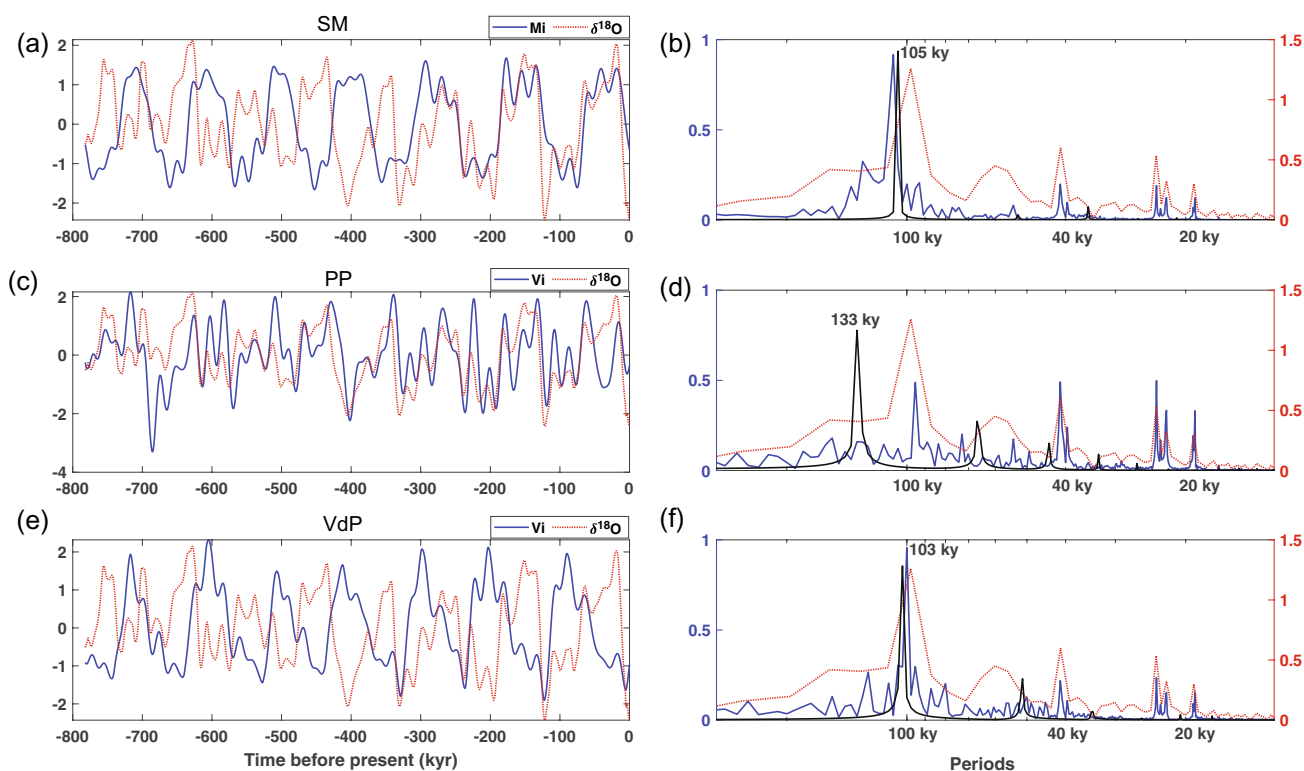 (a) SM Mi δ18O
2
1
0
-1
-2
-800 -700 -600 -500 -400 -300 -200 -100 0
(b) 1 0.5 0
105 ky
1.5 1 0.5 0
100 ky 40 ky 20 ky
(c) PP Vi δ18O
2
0
-2
4
-800 -700 -600 -500 -400 -300 -200 -100 0
(d) 1 0.5 0
133 ky
1.5 1 0.5 0
100 ky 40 ky 20 ky
(e) VdP Vi δ18O
2
1
0
-1
-2
-800 -700 -600 -500 -400 -300 -200 -100 0
Time before present (kyr)
(f) 1 0.5 0
103 ky
1.5 1 0.5 0
100 ky 40 ky 20 ky
Periods